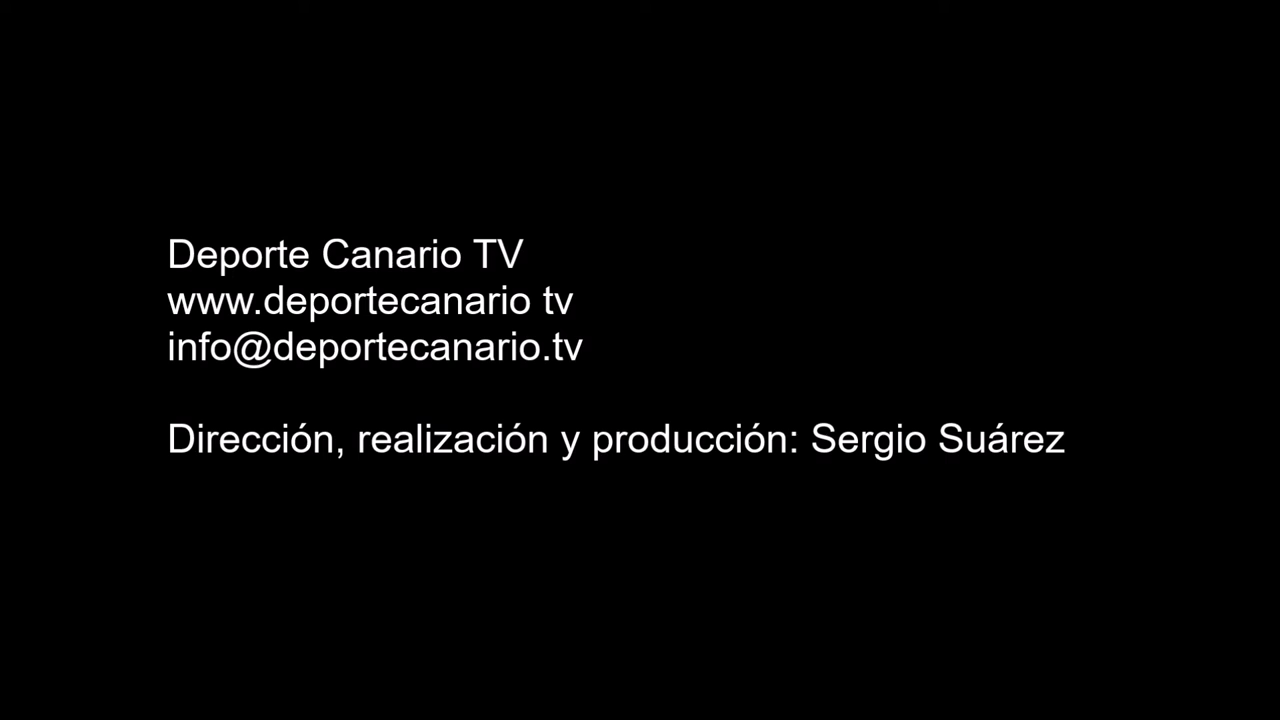 Deporte Canario TV
www.deportecanario tv
info@deportecanario.tv
Dirección, realización y producción: Sergio Suárez